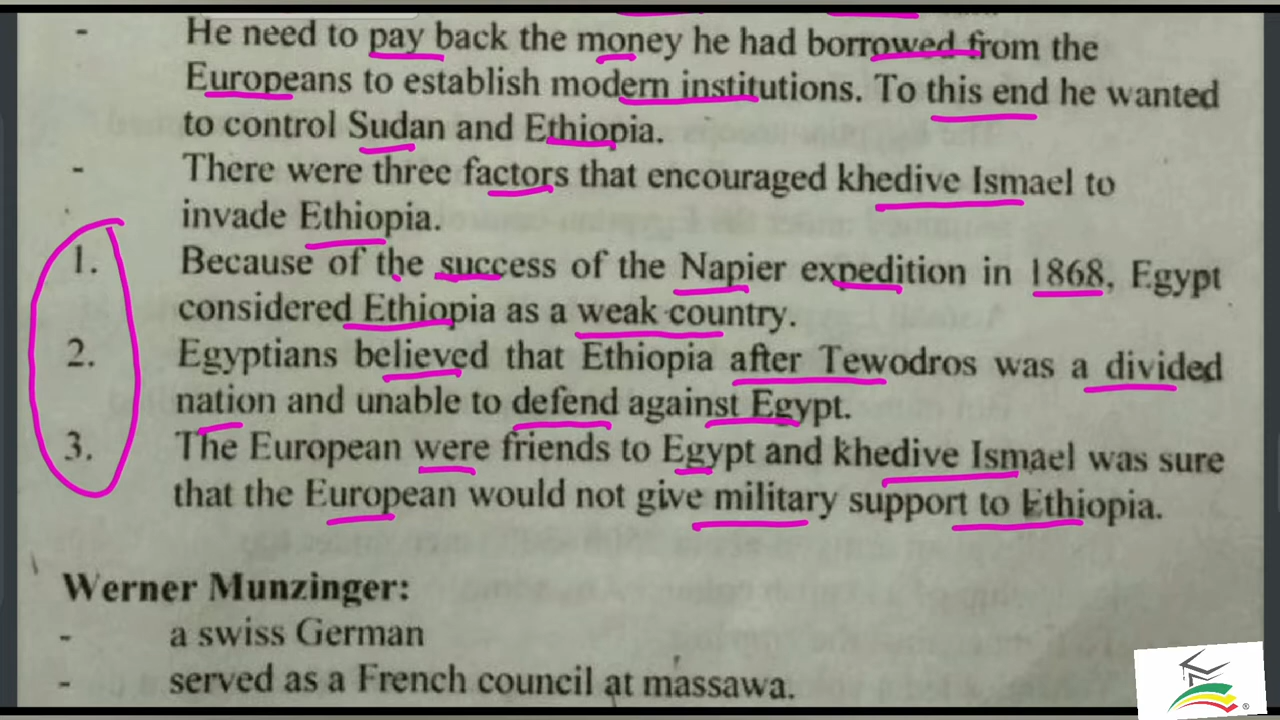 - He need to pay back the money he had borrowed from the
Europeans to establish modern institutions. To this end he wanted
to control Sudan and Ethiopia.
- There were three factors that encouraged khedive Ismael to
invade Ethiopia.
1. Because of the success of the Napier expedition in 1868, Egypt
considered Ethiopia as a weak country.
2. Egyptians believed that Ethiopia after Tewodros was a divided
nation and unable to defend against Egypt.
3. The European were friends to Egypt and khedive Ismael was sure
that the European would not give military support to Ethiopia.
Werner Munzinger:
- a swiss German
- served as a French council at massawa.
®